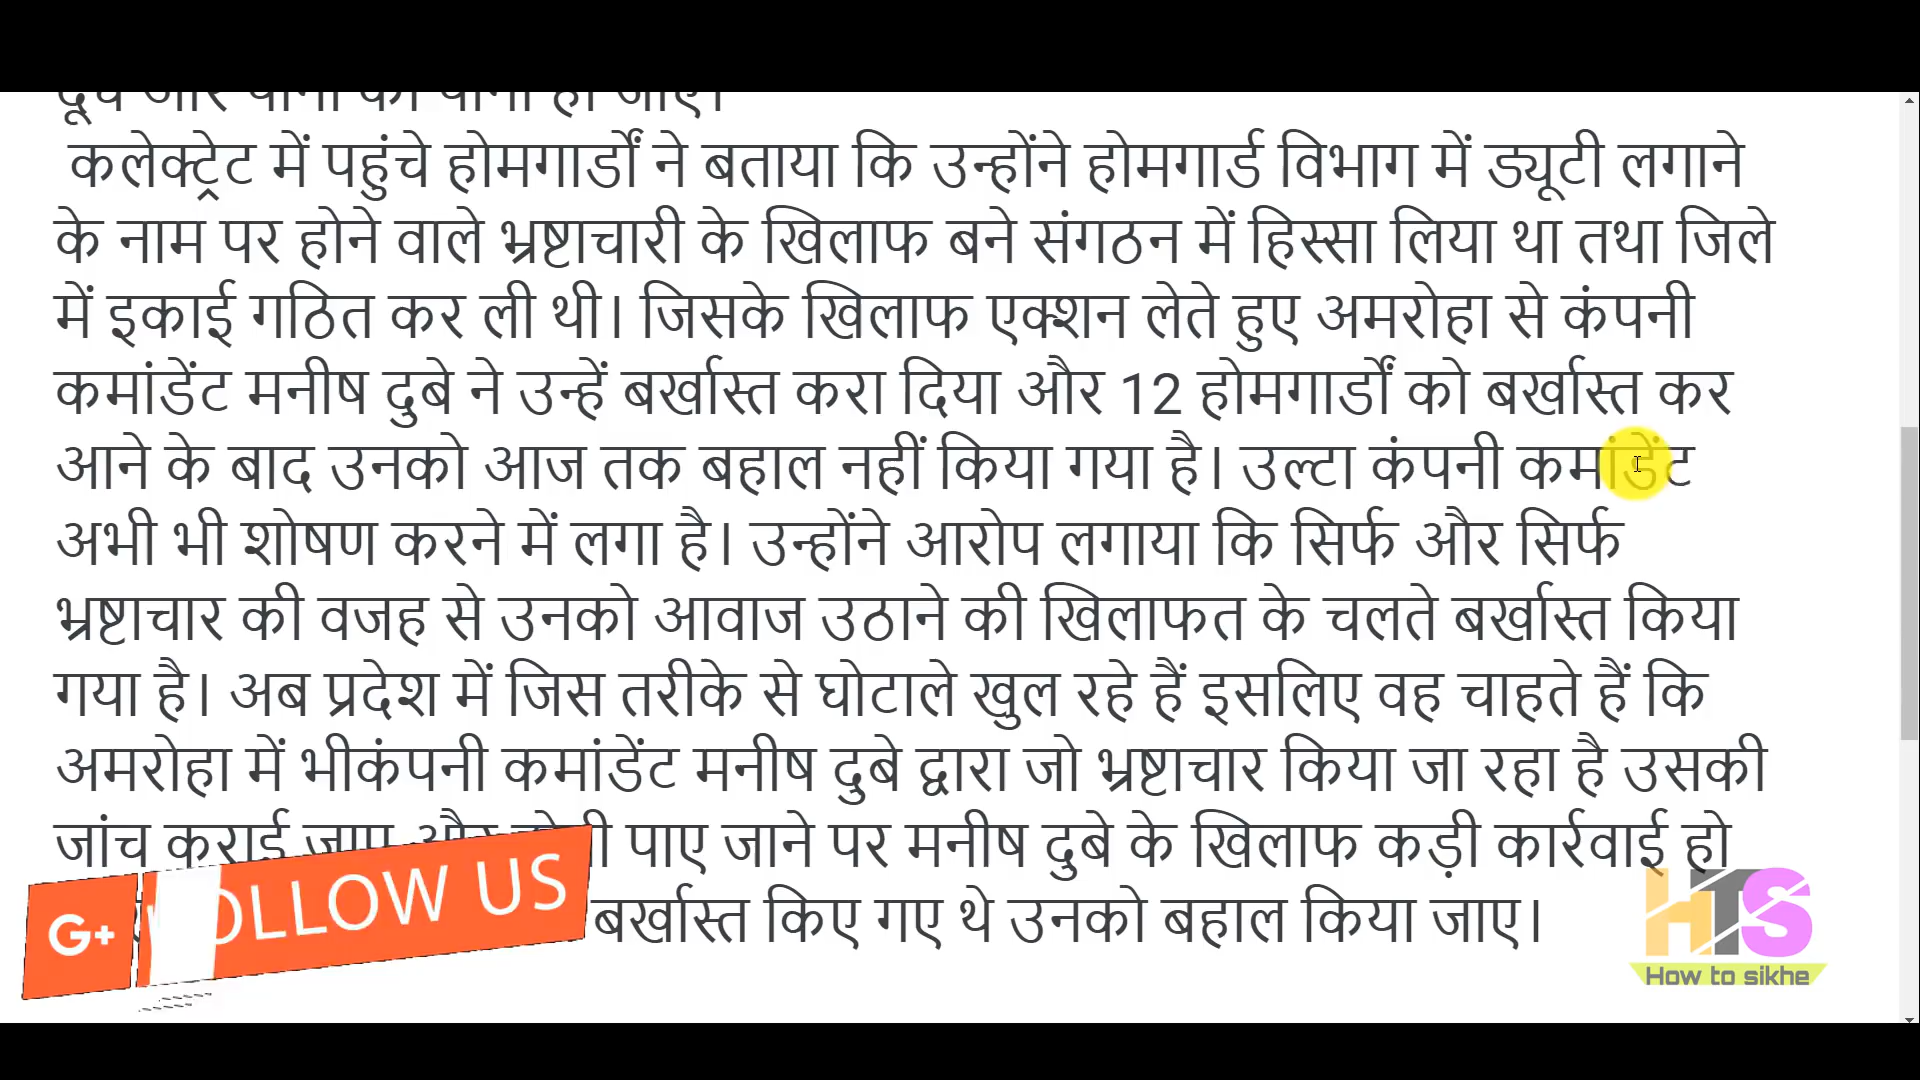 कलेक्ट्रेट में पहुंचे होमगार्डों ने बताया कि उन्होंने होमगार्ड विभाग में ड्यूटी लगाने
के नाम पर होने वाले भ्रष्टाचारी के खिलाफ बने संगठन में हिस्सा लिया था तथा जिले
में इकाई गठित कर ली थी। जिसके खिलाफ एक्शन लेते हुए अमरोहा से कंपनी
कमांडेंट मनीष दुबे ने उन्हें बर्खास्त करा दिया और 12 होमगार्डों को बर्खास्त कर
आने के बाद उनको आज तक बहाल नहीं किया गया है। उल्टा कंपनी कमांडेंट
अभी भी शोषण करने में लगा है। उन्होंने आरोप लगाया कि सिर्फ और सिर्फ
भ्रष्टाचार की वजह से उनको आवाज उठाने की खिलाफत के चलते बर्खास्त किया
गया है। अब प्रदेश में जिस तरीके से घोटाले खुल रहे हैं इसलिए वह चाहते हैं कि
अमरोहा में भीकंपनी कमांडेंट मनीष दुबे द्वारा जो भ्रष्टाचार किया जा रहा है उसकी
जांच कराई जाए और पाए जाने पर मनीष दुबे के खिलाफ कड़ी कार्रवाई हो
बर्खास्त किए गए थे उनको बहाल किया जाए।
G+ OLLOW US
HTS
How to sikhe